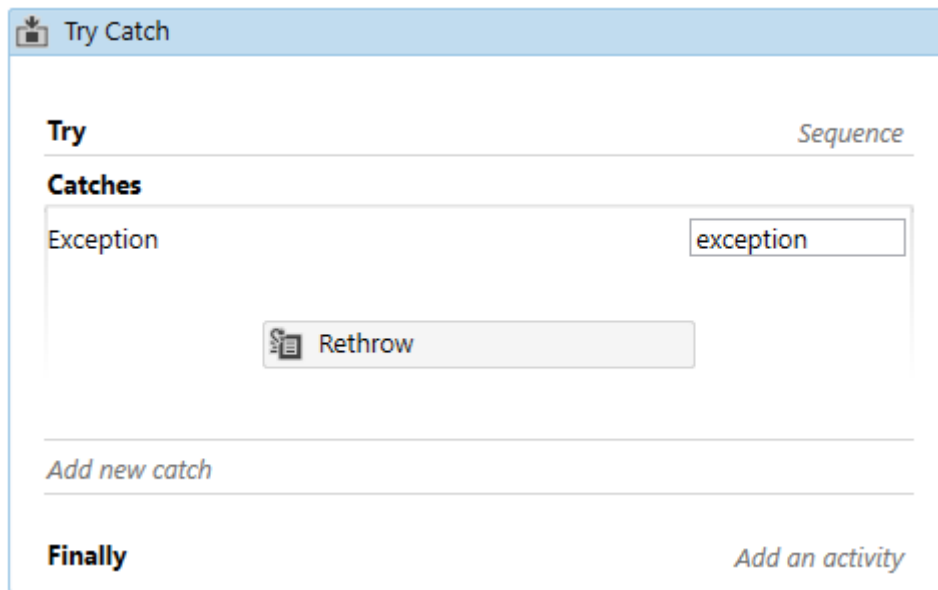 Try Catch
Try Sequence
Catches
Exception exception
Rethrow
Add new catch
Finally Add an activity